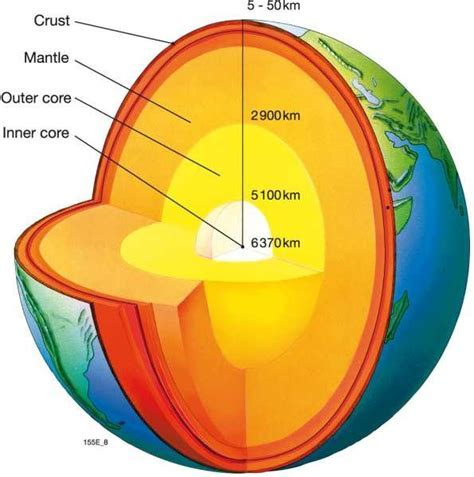 5 - 50km
Crust
Mantle
Outer core
Inner core
2900km
5100km
6370km
155E_8